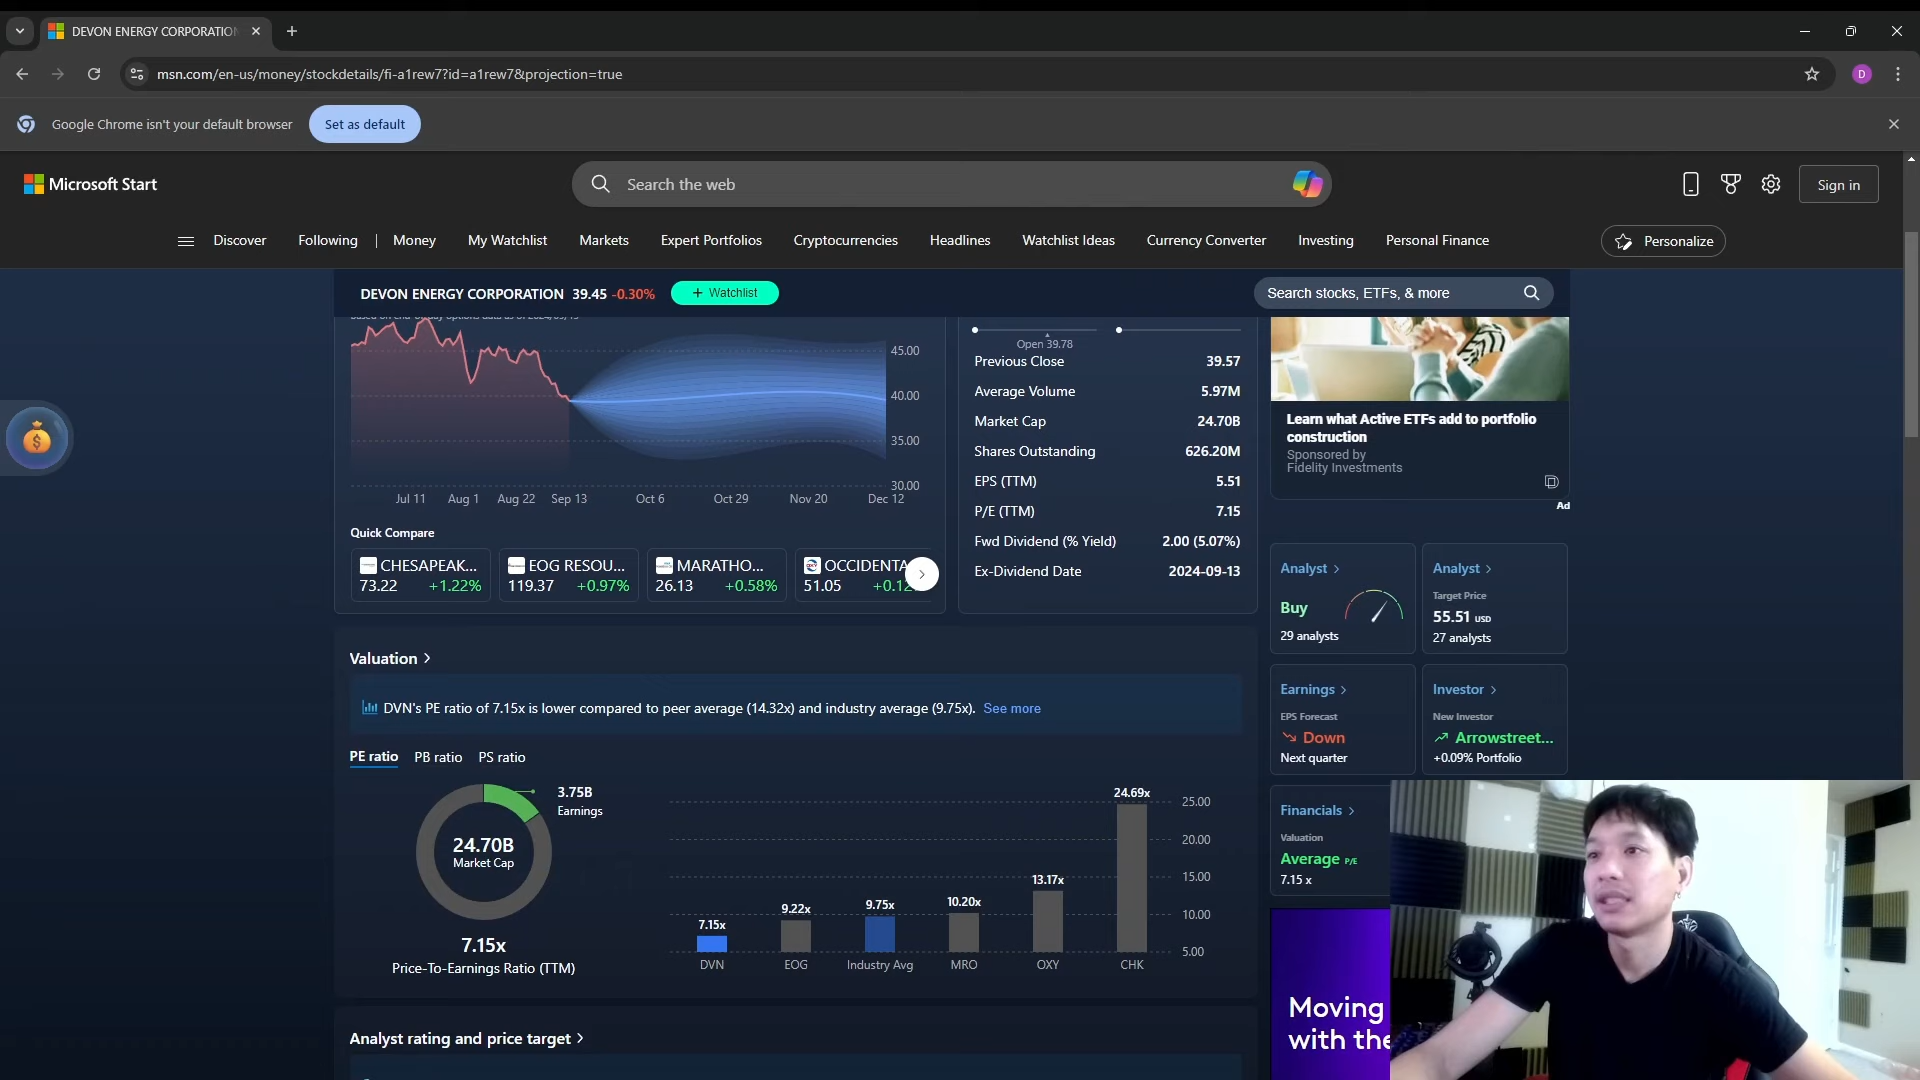 DEVON ENERGY CORPORATION
msn.com/en-us/money/stockdetails/fi-a1rew7?id=a1rew7&projection=true
D
Google Chrome isn't your default browser
Set as default
Microsoft Start
Search the web
Sign in
Discover
Following
Money
My Watchlist
Markets
Expert Portfolios
Cryptocurrencies
Headlines
Watchlist Ideas
Currency Converter
Investing
Personal Finance
Personalize
DEVON ENERGY CORPORATION 39.45 -0.30%
+ Watchlist
Search stocks, ETFs, & more
45.00
40.00
35.00
30.00
Jul 11
Aug 1
Aug 22
Sep 13
Oct 6
Oct 29
Nov 20
Dec 12
Quick Compare
CHESAPEAK...
73.22 +1.22%
EOG RESOU...
119.37 +0.97%
MARATHO...
26.13 +0.58%
OCCIDENTA
51.05 +0.12
Open 39.78
Previous Close 39.57
Average Volume 5.97M
Market Cap 24.70B
Shares Outstanding 626.20M
EPS (TTM) 5.51
P/E (TTM) 7.15
Fwd Dividend (% Yield) 2.00 (5.07%)
Ex-Dividend Date 2024-09-13
Learn what Active ETFs add to portfolio
construction
Sponsored by
Fidelity Investments
Ad
Analyst >
Buy
29 analysts
Analyst >
Target Price
55.51 USD
27 analysts
Earnings >
EPS Forecast
Down
Next quarter
Investor >
New Investor
Arrowstreet...
+0.09% Portfolio
Financials >
Valuation
Average P/E
7.15 x
Valuation >
DVN's PE ratio of 7.15x is lower compared to peer average (14.32x) and industry average (9.75x). See more
PE ratio
PB ratio
PS ratio
3.75B
Earnings
24.70B
Market Cap
7.15x
Price-To-Earnings Ratio (TTM)
7.15x
9.22x
9.75x
10.20x
13.17x
24.69x
25.00
20.00
15.00
10.00
5.00
DVN
EOG
Industry Avg
MRO
OXY
CHK
Moving
with the
Analyst rating and price target >